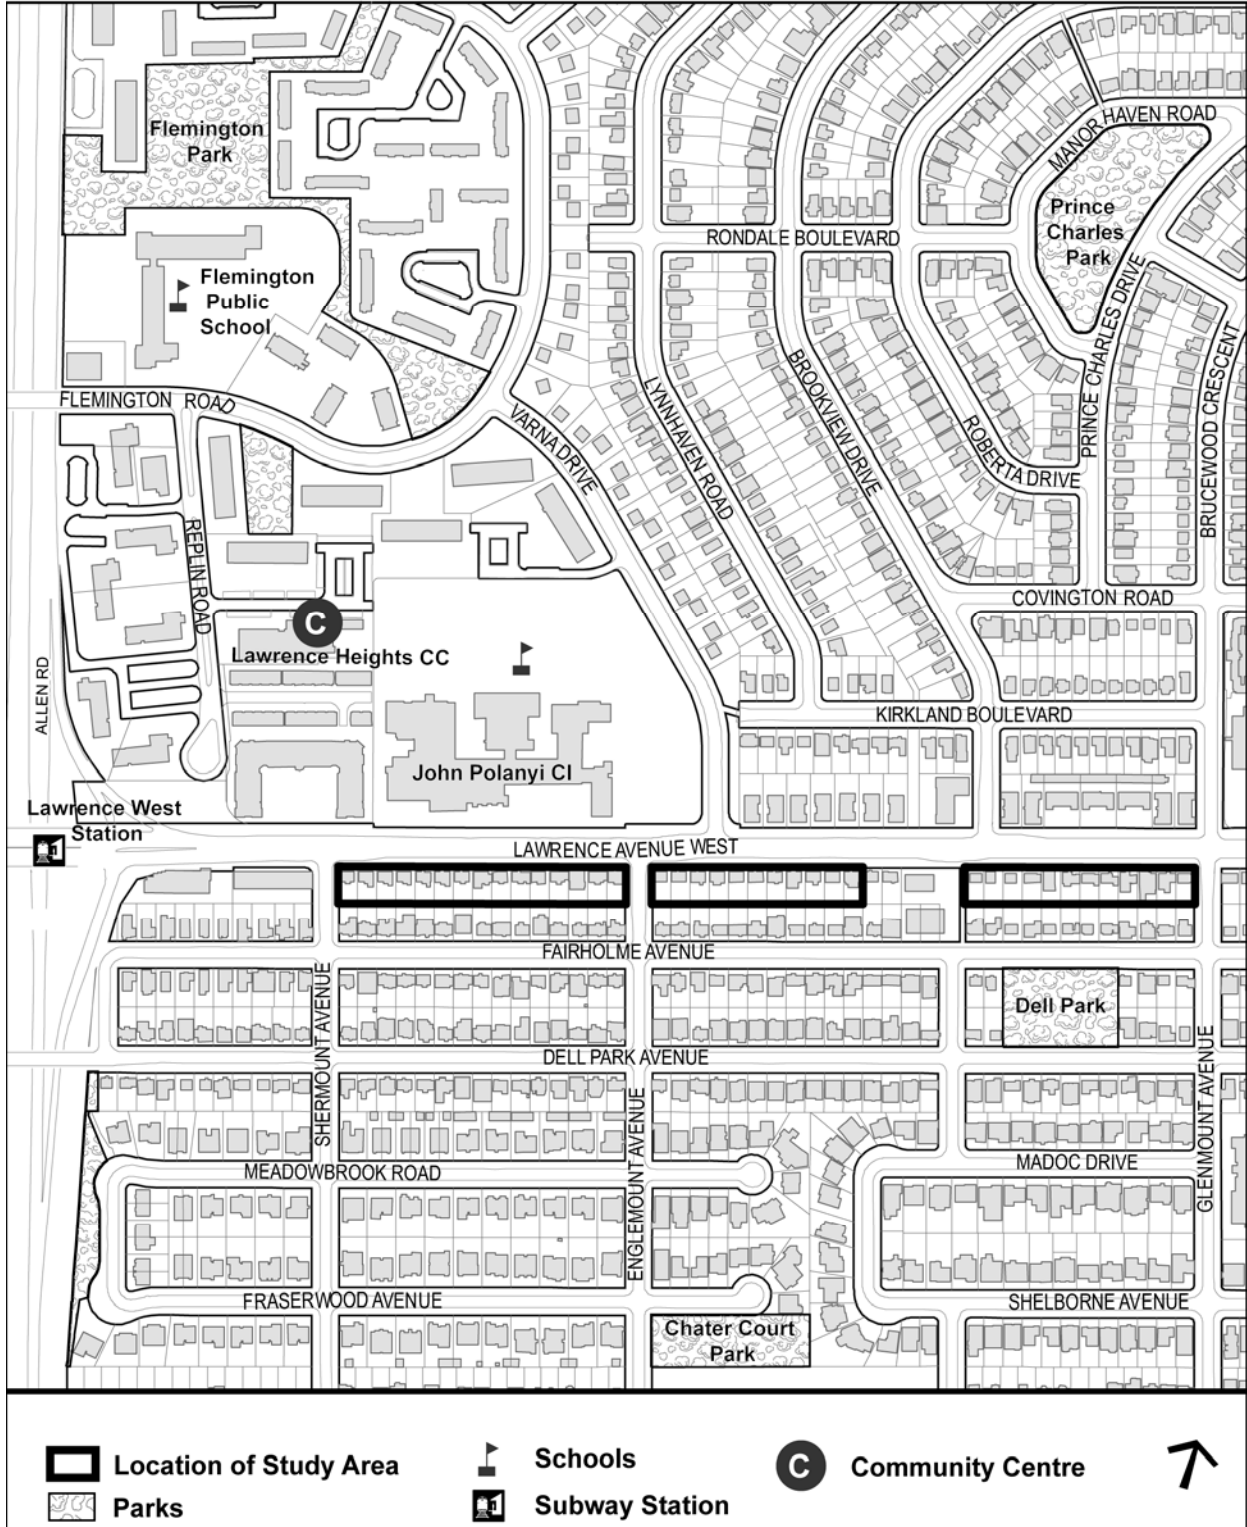 Flemington
Park
MANOR HAVEN ROAD
Prince
Charles
Park
RONDALE BOULEVARD
Flemington
Public
School
FLEMINGTON ROAD
VARNA DRIVE
LYNNHAVEN ROAD
BROOKVIEW DRIVE
ROBERTA DRIVE
PRINCE CHARLES DRIVE
BRUCEWOOD CRESCENT
REPLIN ROAD
COVINGTON ROAD
C
Lawrence Heights CC
ALLEN RD
KIRKLAND BOULEVARD
John Polanyi CI
Lawrence West
Station
LAWRENCE AVENUE WEST
FAIRHOLME AVENUE
SHERMOUNT AVENUE
Dell Park
DELL PARK AVENUE
ENGLEMOUNT AVENUE
GLENMOUNT AVENUE
MEADOWBROOK ROAD
MADOC DRIVE
FRASERWOOD AVENUE
SHELBORNE AVENUE
Chater Court
Park
Location of Study Area
Schools
C
Community Centre
Parks
Subway Station